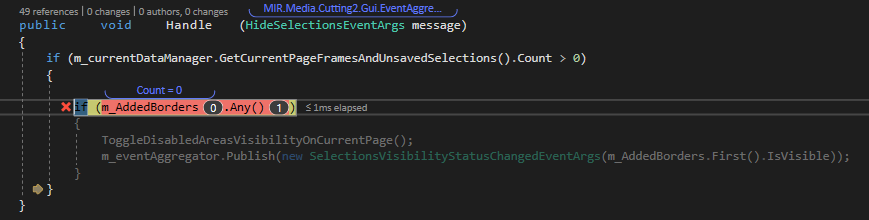 49 references | 0 changes | 0 authors, 0 changes
MIR.Media.Cutting2.Gui.EventAggre...
public void Handle (HideSelectionsEventArgs message)
{
if (m_currentDataManager.GetCurrentPageFramesAndUnsavedSelections().Count > 0)
{
Count = 0
if (m_AddedBorders 0 .Any() 1 ) ≤ 1ms elapsed
{
ToggleDisabledAreasVisibilityOnCurrentPage();
m_eventAggregator.Publish(new SelectionsVisibilityStatusChangedEventArgs(m_AddedBorders.First().IsVisible));
}
}
}